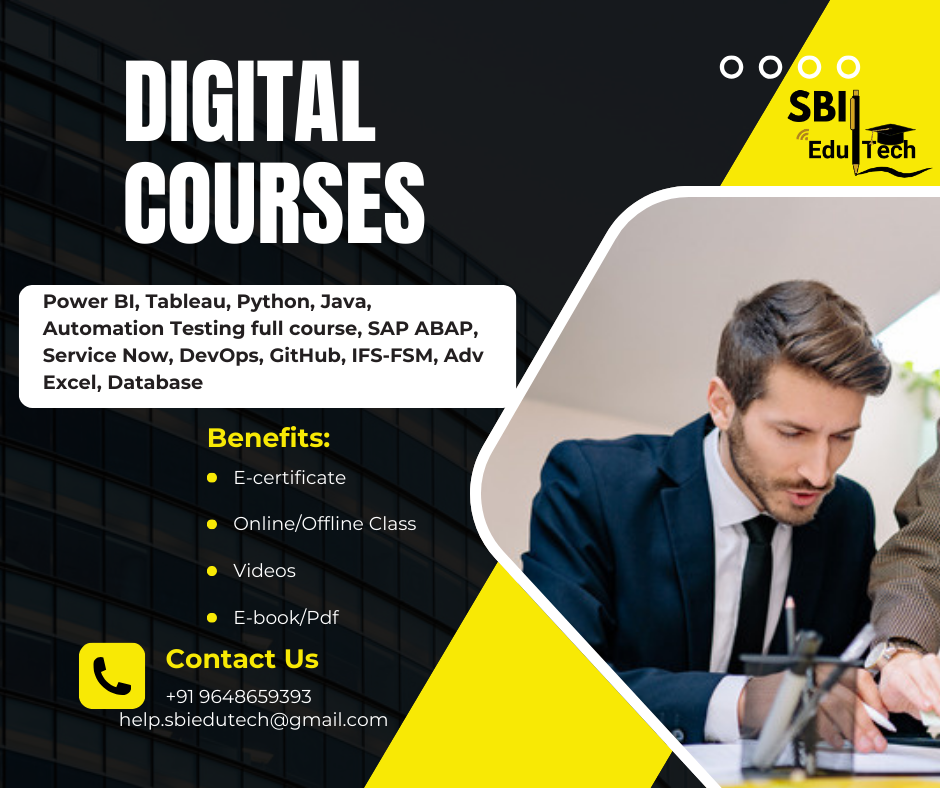 DIGITAL
COURSES
SBI
Edu Tech
Power BI, Tableau, Python, Java,
Automation Testing full course, SAP ABAP,
Service Now, DevOps, GitHub, IFS-FSM, Adv
Excel, Database
Benefits:
E-certificate
Online/Offline Class
Videos
E-book/Pdf
Contact Us
+91 9648659393
help.sbiedutech@gmail.com